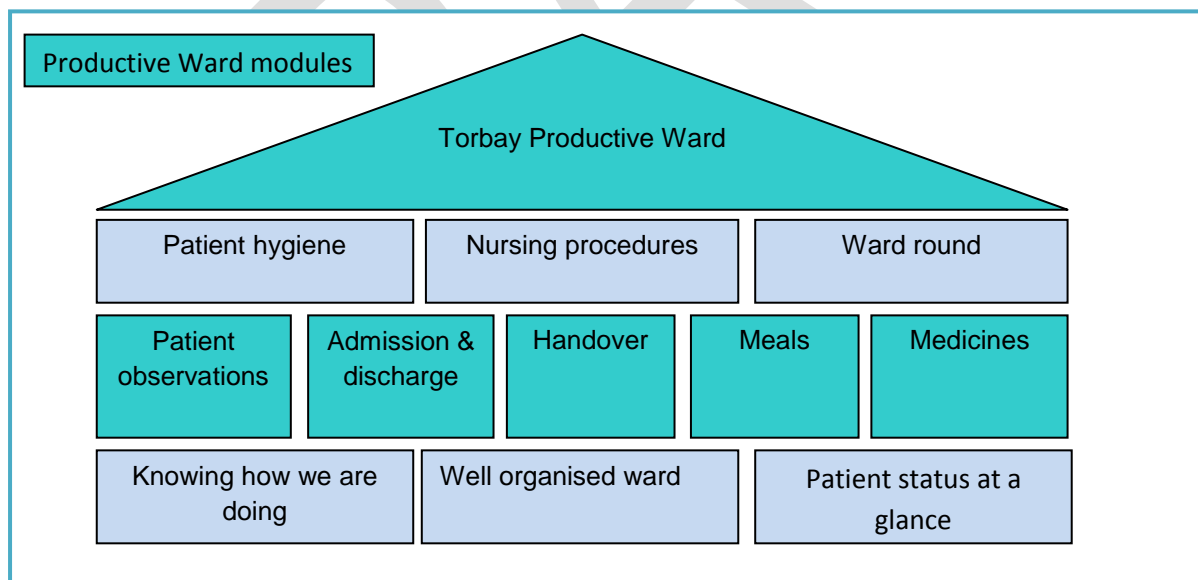 Productive Ward modules
Torbay Productive Ward
Patient hygiene
Nursing procedures
Ward round
Patient
observations
Admission &
discharge
Handover
Meals
Medicines
Knowing how we are
doing
Well organised ward
Patient status at a
glance